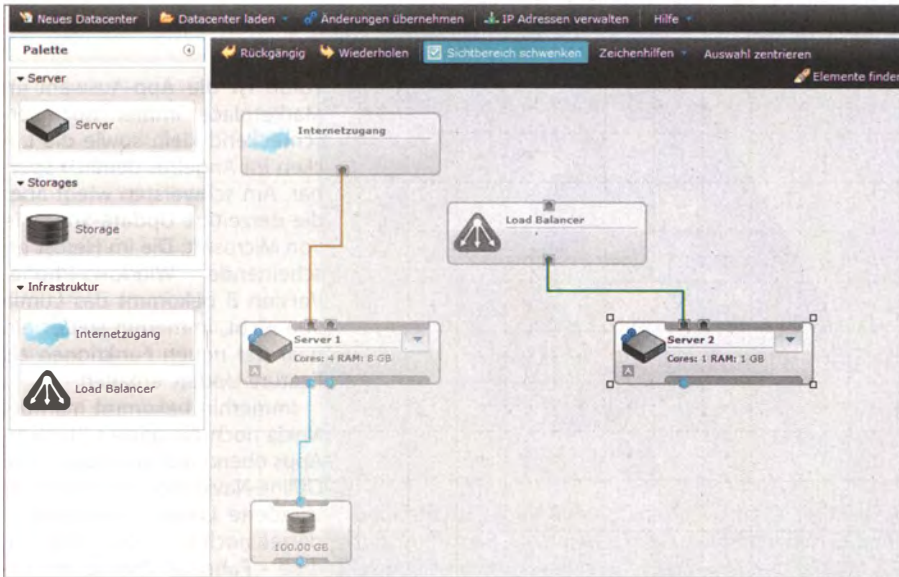 Neues Datacenter Datacenter laden Änderungen übernehmen IP Adressen verwalten Hilfe
Palette
Rückgängig Wiederholen Sichtbereich schwenken Zeichenhilfen Auswahl zentrieren
Elemente finden
Server
Server
Storages
Storage
Infrastruktur
Internetzugang
Load Balancer
Internetzugang
Load Balancer
Server 1
Cores: 4 RAM: 8 GB
A
Server 2
Cores: 1 RAM: 1 GB
A
100.00 GB